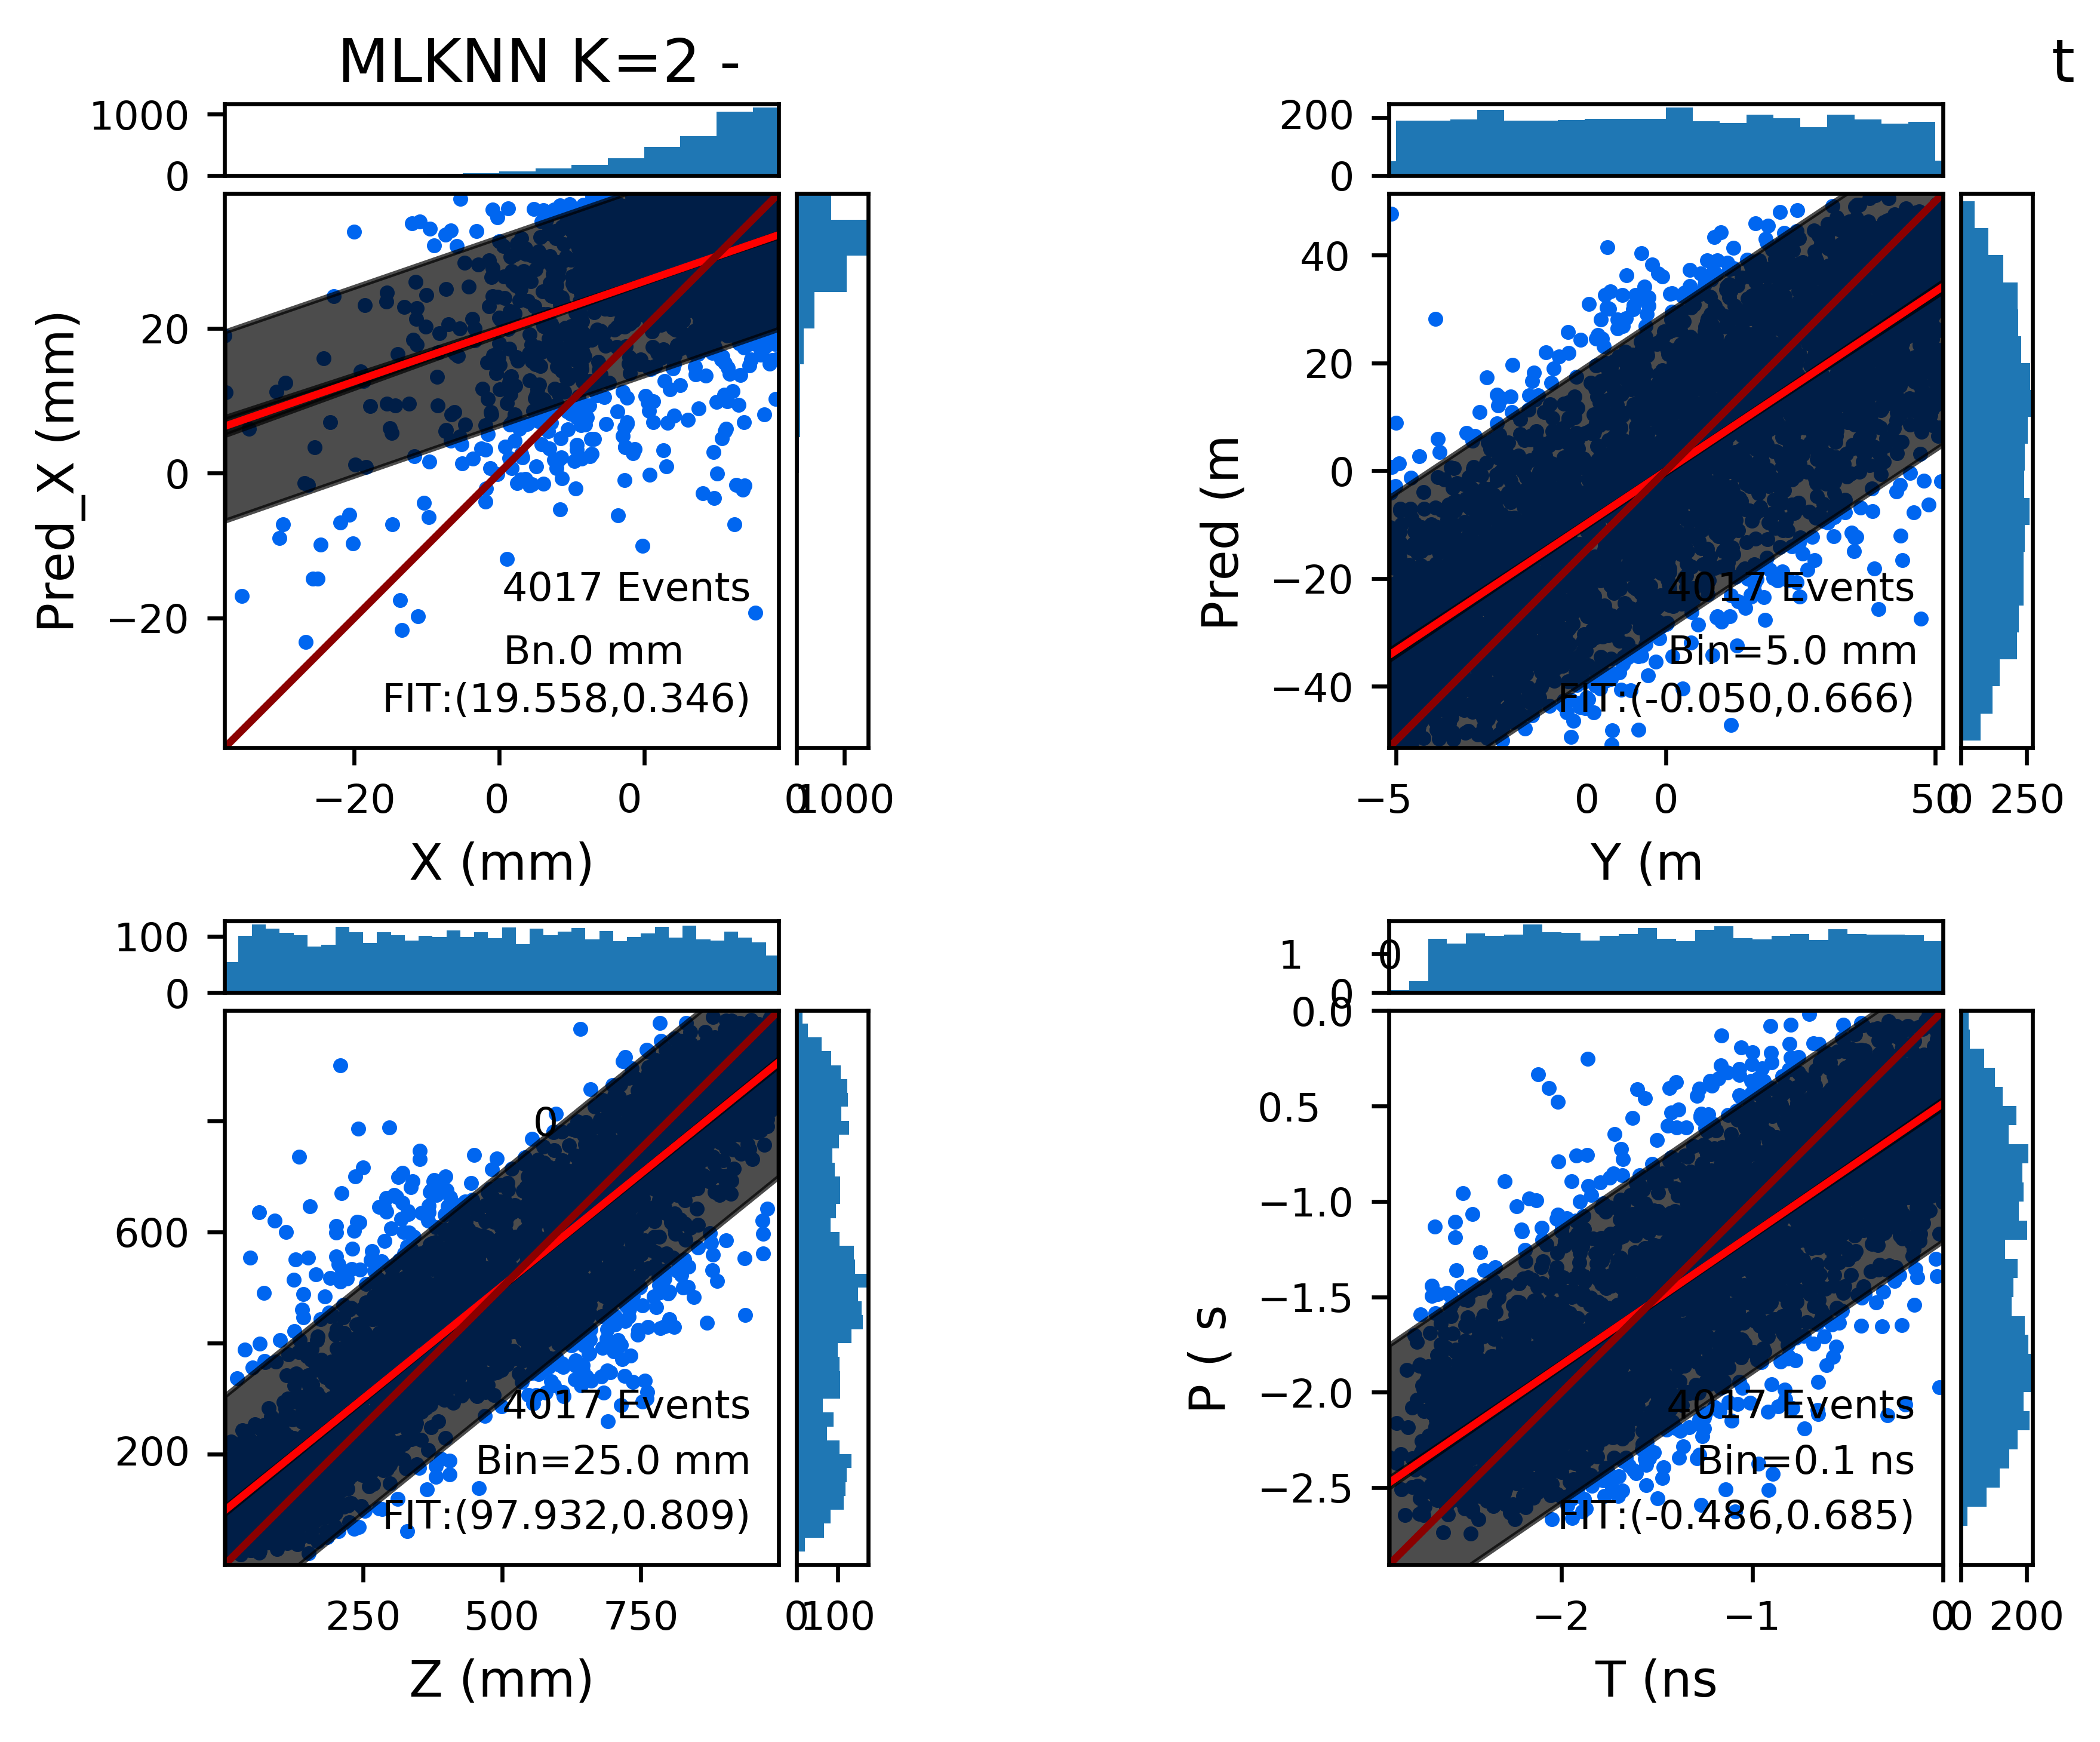 MLKNN K=2 - t
1000
0
200
0
Pred_X (mm)
20
0
−20
4017 Events
Bn.0 mm
FIT:(19.558,0.346)
−20 0 0 0 1000
X (mm)
Pred (m
40
20
0
−20
−40
4017 Events
Bin=5.0 mm
FIT:(-0.050,0.666)
−5 0 0 50 0 250
Y (m
100
0
600
200
0
4017 Events
Bin=25.0 mm
FIT:(97.932,0.809)
250 500 750 0 100
Z (mm)
1 0
0
P ( s
0.0
0.5
−1.0
−1.5
−2.0
−2.5
4017 Events
Bin=0.1 ns
FIT:(-0.486,0.685)
−2 −1 0 0 200
T (ns